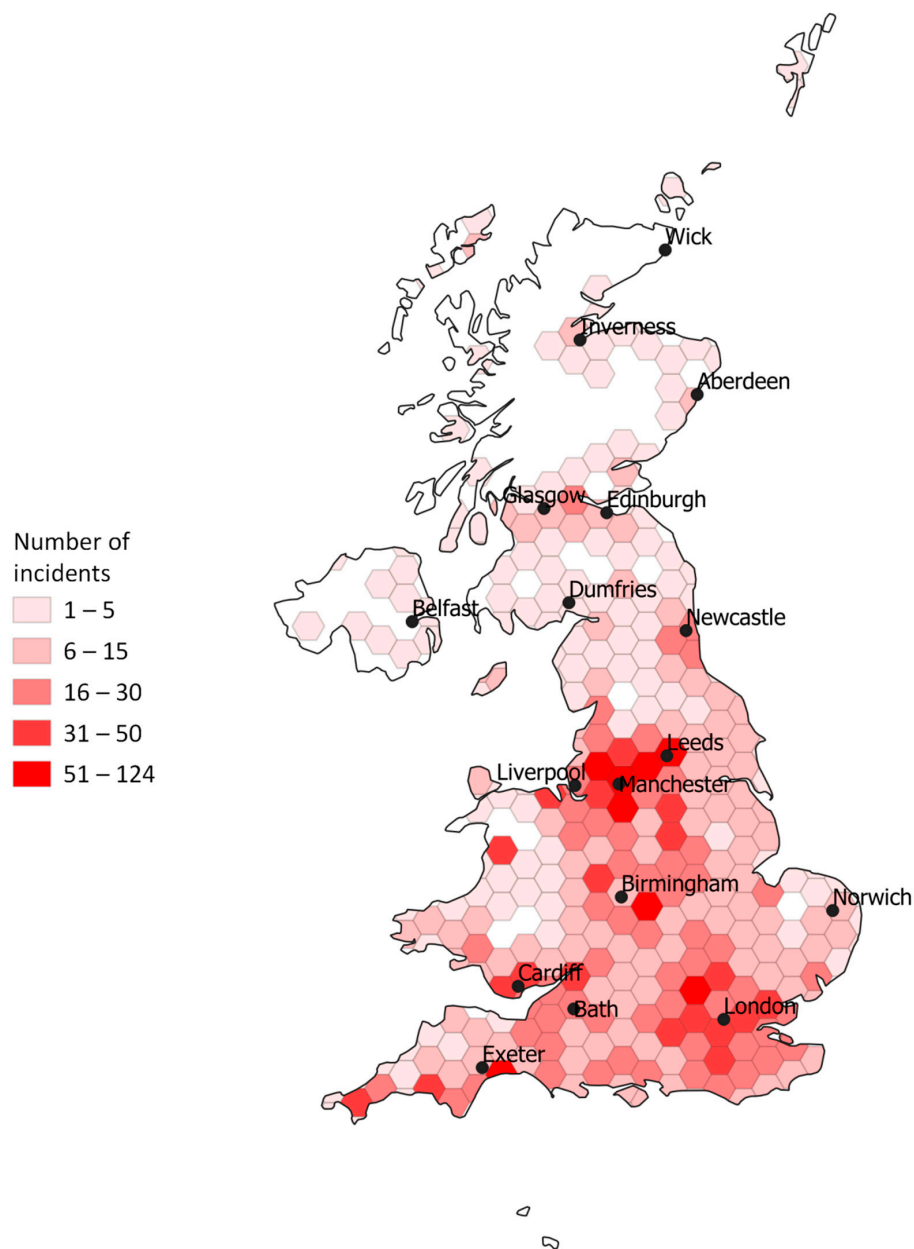 Wick
Inverness
Aberdeen
Glasgow
Edinburgh
Number of
incidents
1 – 5
6 – 15
16 – 30
31 – 50
51 – 124
Dumfries
Belfast
Newcastle
Leeds
Liverpool
Manchester
Birmingham
Norwich
Cardiff
Bath
London
Exeter